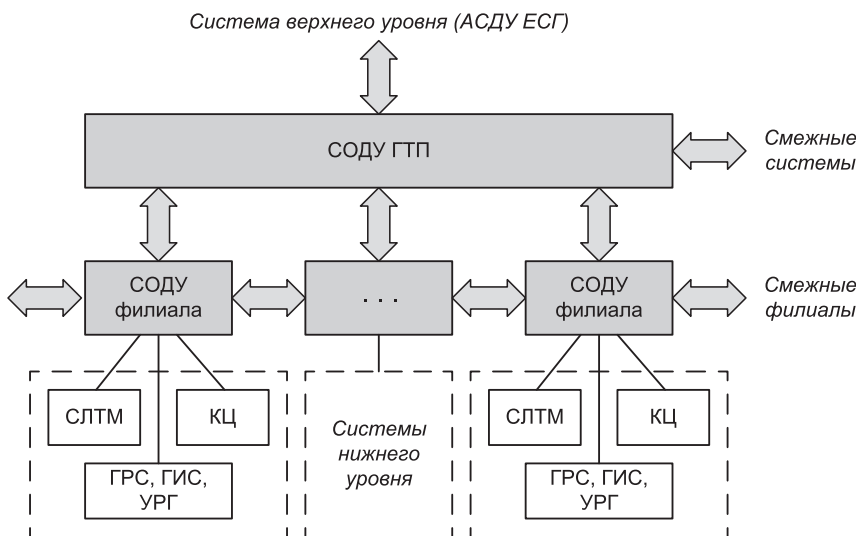 Система верхнего уровня (АСДУ ЕСГ)
СОДУ ГТП
Смежные
системы
СОДУ
филиала
. . .
СОДУ
филиала
Смежные
филиалы
СЛТМ
КЦ
ГРС, ГИС,
УРГ
Системы
нижнего
уровня
СЛТМ
КЦ
ГРС, ГИС,
УРГ